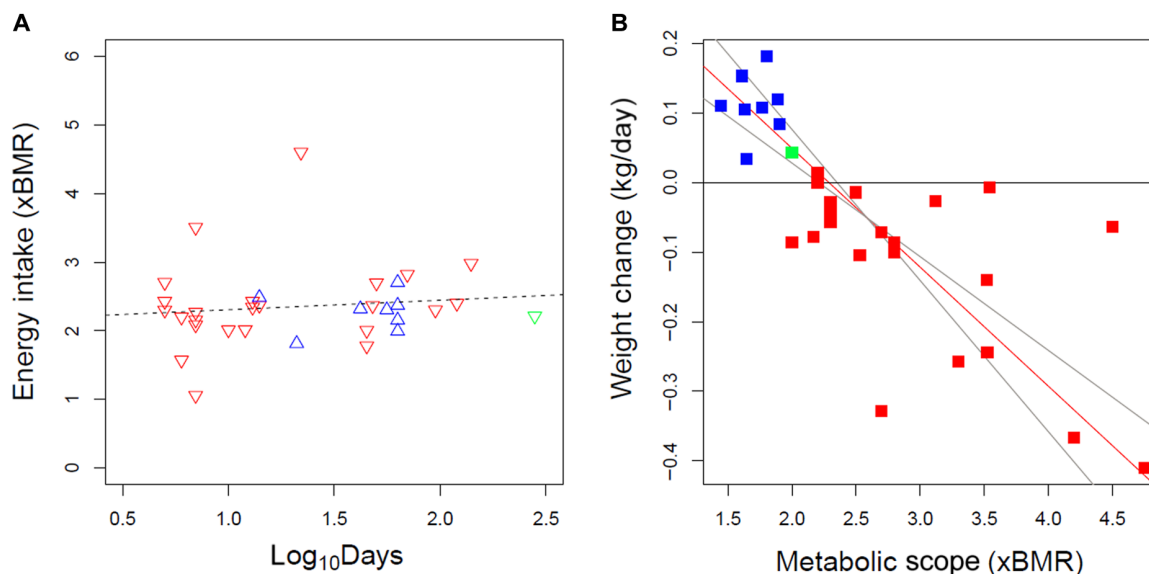 A
Energy intake (xBMR)
6
5
4
3
2
1
0
0.5 1.0 1.5 2.0 2.5
Log10Days
B
Weight change (kg/day)
0.2
0.1
0.0
−0.1
−0.2
−0.3
−0.4
1.5 2.0 2.5 3.0 3.5 4.0 4.5
Metabolic scope (xBMR)